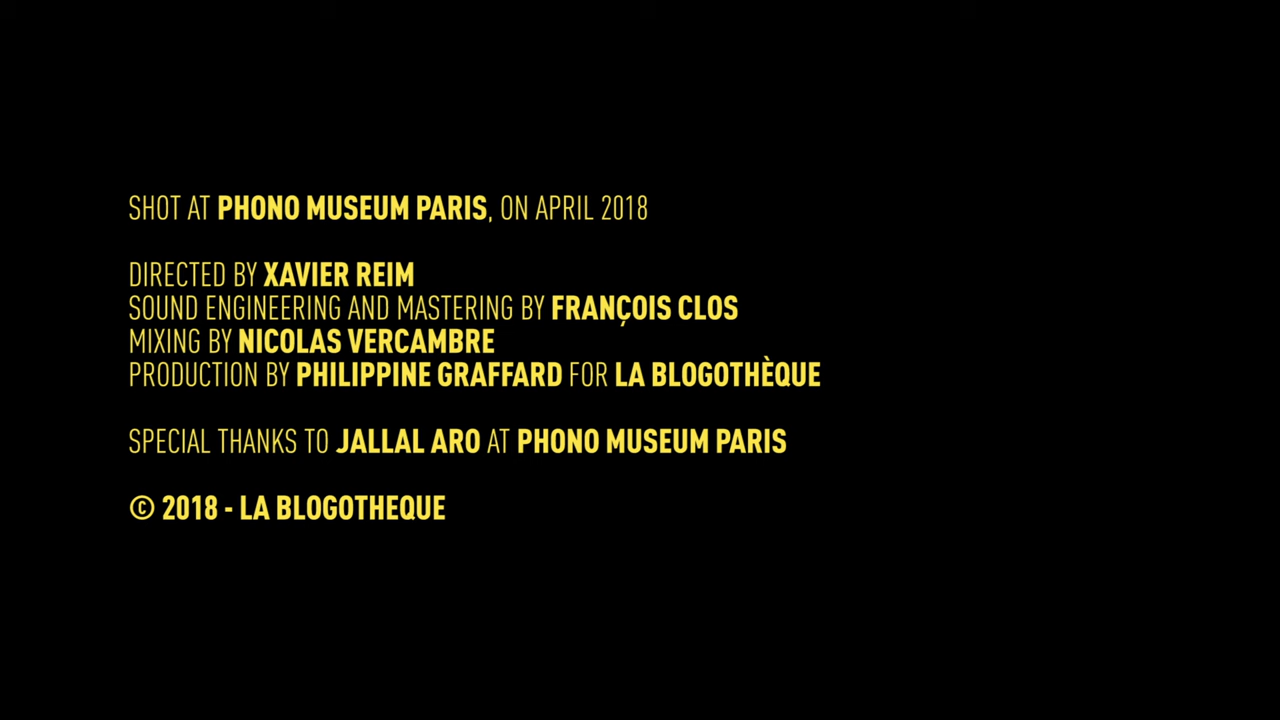 SHOT AT PHONO MUSEUM PARIS, ON APRIL 2018
DIRECTED BY XAVIER REIM
SOUND ENGINEERING AND MASTERING BY FRANÇOIS CLOS
MIXING BY NICOLAS VERCAMBRE
PRODUCTION BY PHILIPPINE GRAFFARD FOR LA BLOGOTHÈQUE
SPECIAL THANKS TO JALLAL ARO AT PHONO MUSEUM PARIS
© 2018 - LA BLOGOTHEQUE